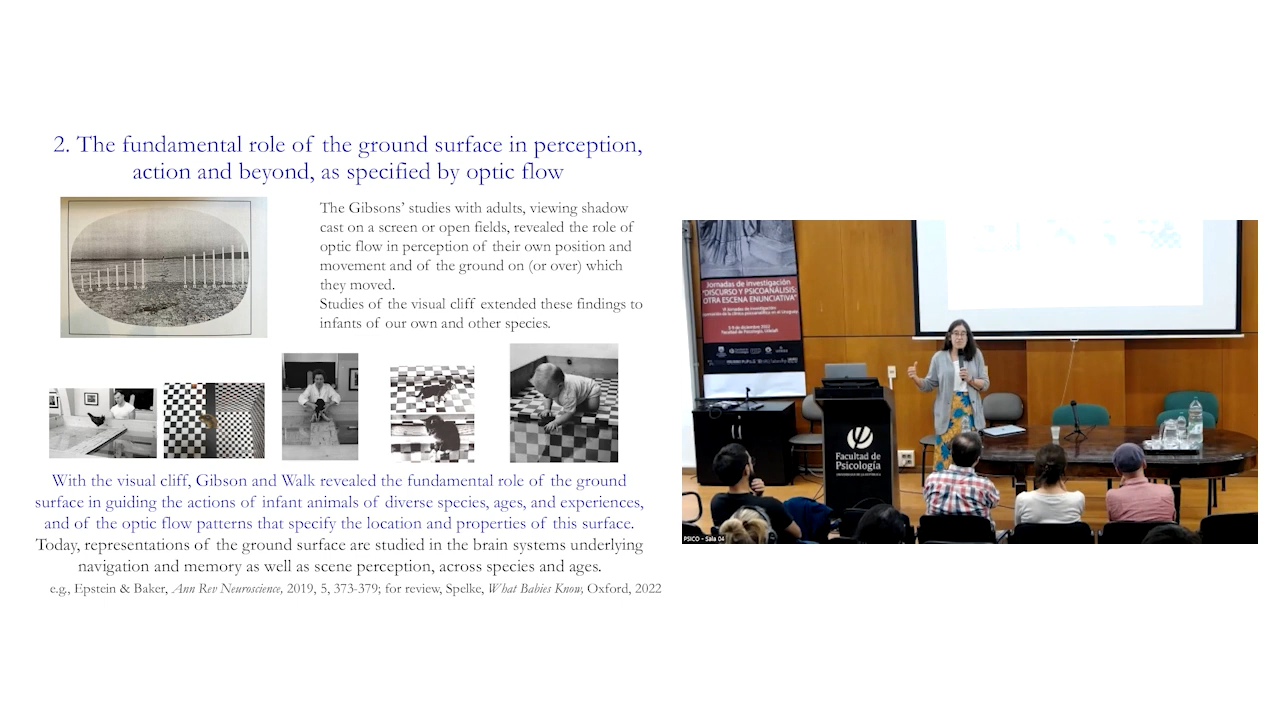 2. The fundamental role of the ground surface in perception,
action and beyond, as specified by optic flow
The Gibsons' studies with adults, viewing shadow
cast on a screen or open fields, revealed the role of
optic flow in perception of their own position and
movement and of the ground on (or over) which
they moved.
Studies of the visual cliff extended these findings to
infants of our own and other species.
With the visual cliff, Gibson and Walk revealed the fundamental role of the ground
surface in guiding the actions of infant animals of diverse species, ages, and experiences,
and of the optic flow patterns that specify the location and properties of this surface.
Today, representations of the ground surface are studied in the brain systems underlying
navigation and memory as well as scene perception, across species and ages.
e.g., Epstein & Baker, Ann Rev Neuroscience, 2019, 5, 373-379; for review, Spelke, What Babies Know, Oxford, 2022
Jornadas de investigación
"DISCURSO Y PSICOANÁLISIS:
OTRA ESCENA ENUNCIATIVA"
Facultad de
Psicología
PSICO - Sala 04